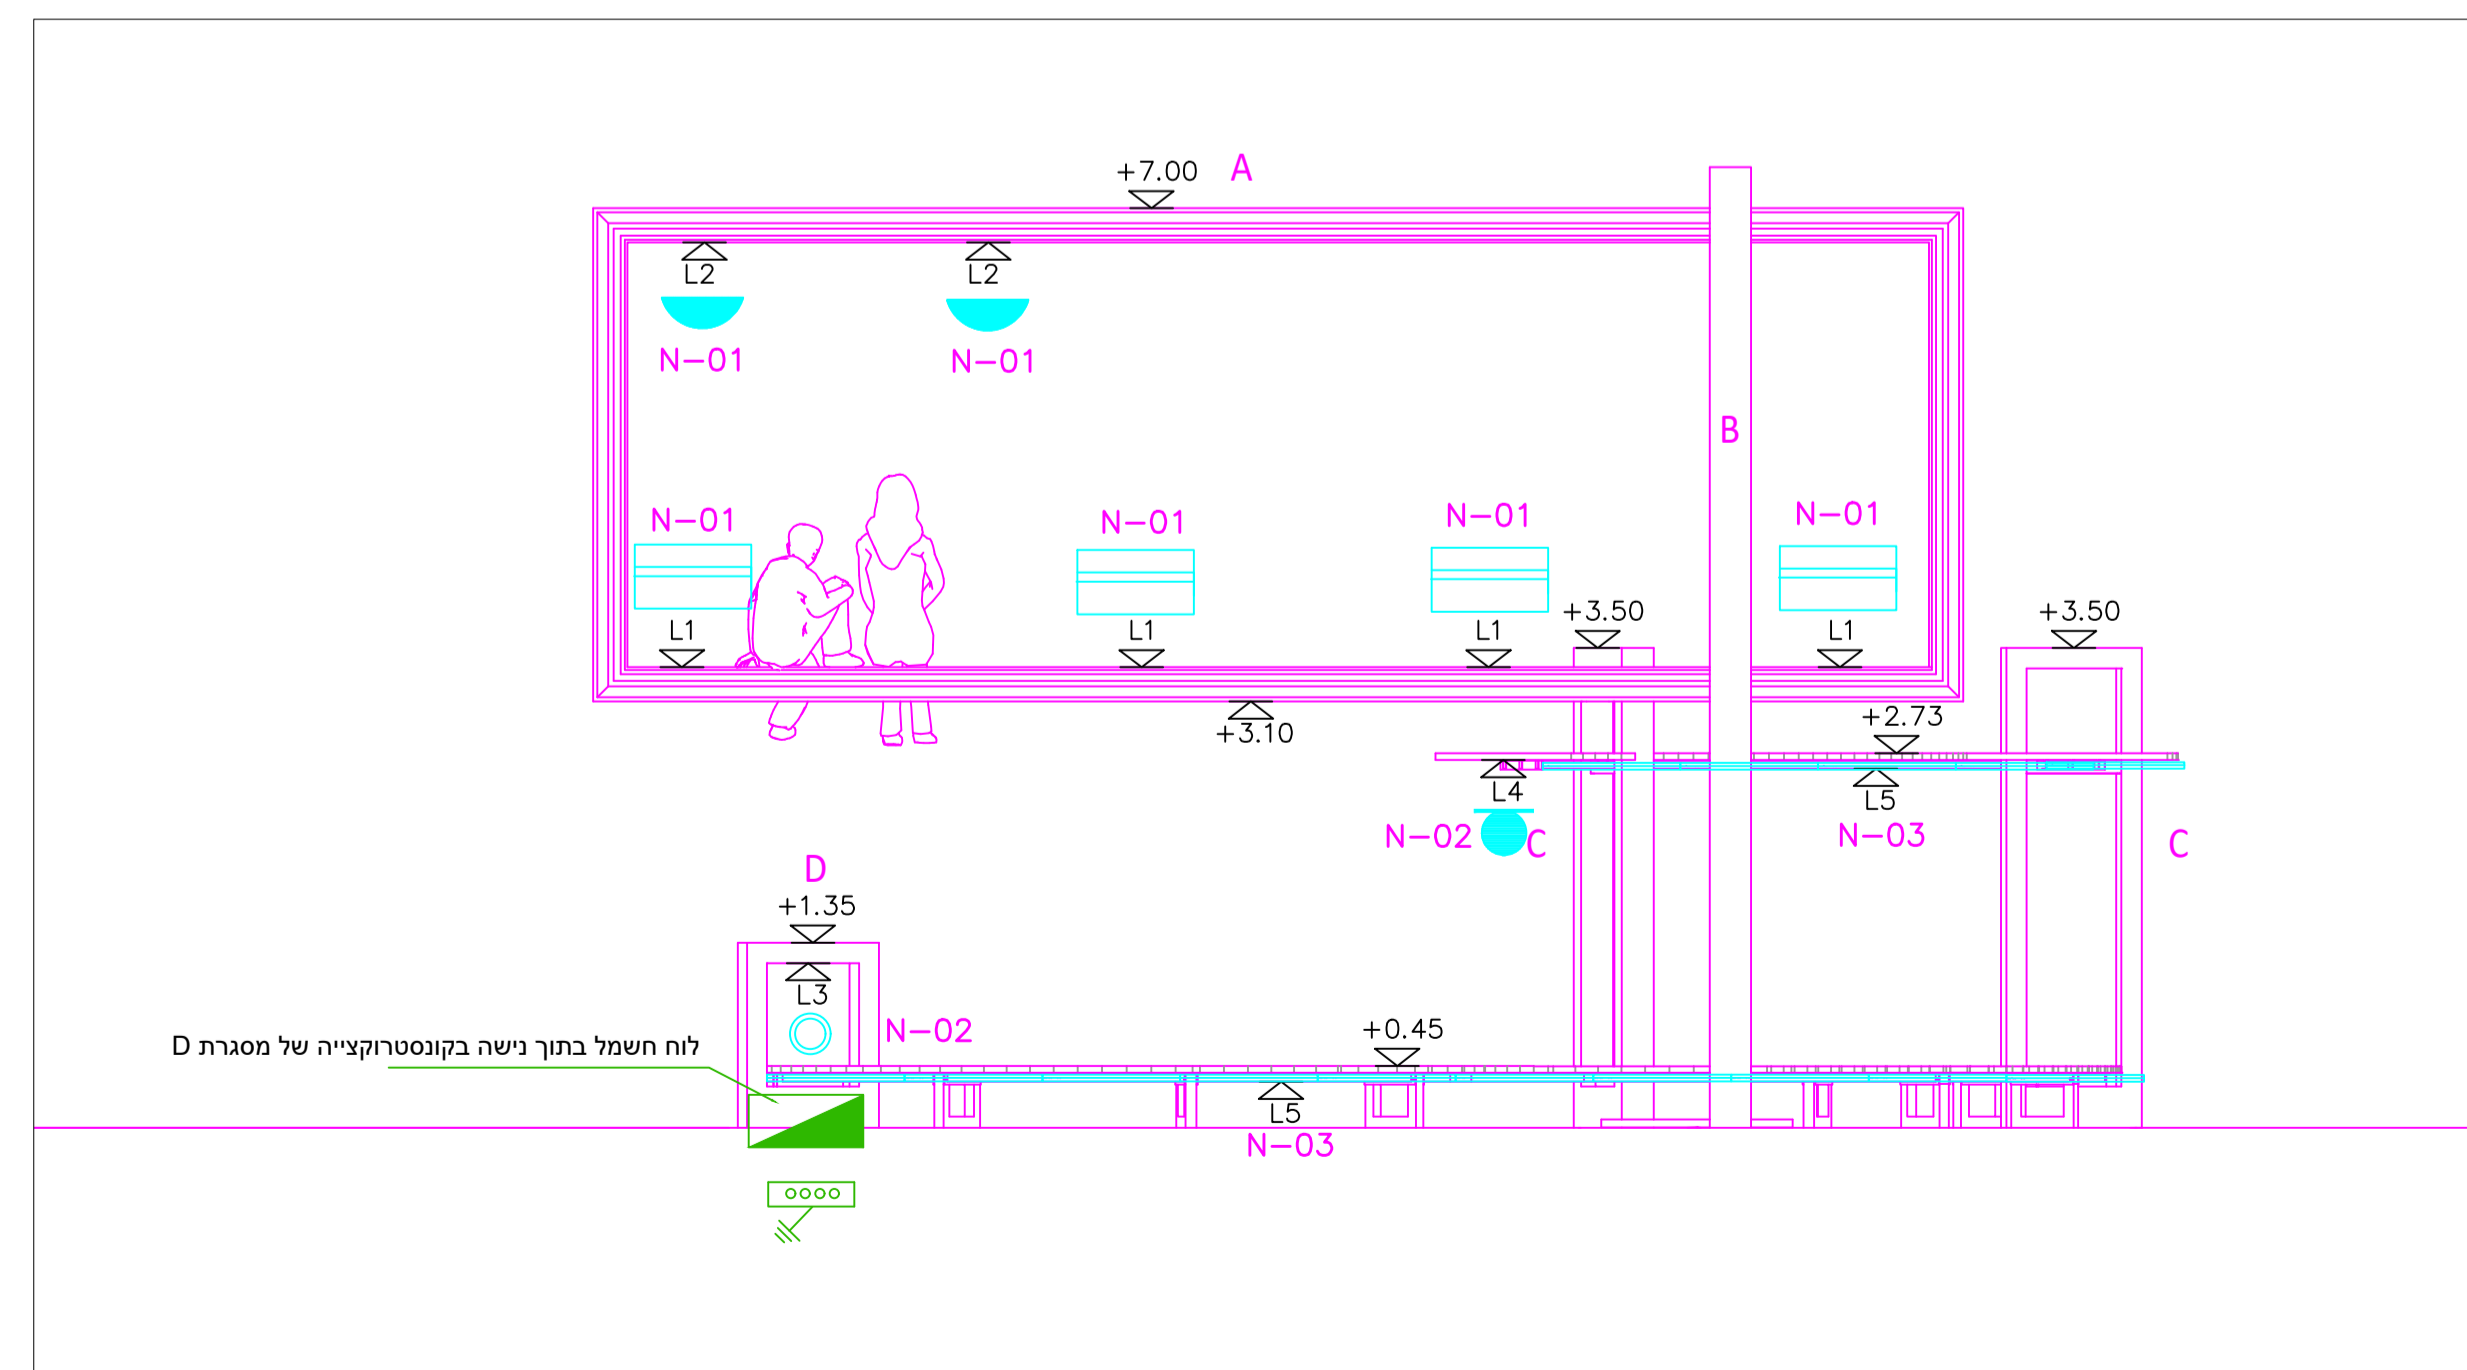 +7.00 A
L2 L2
N-01 N-01
B
N-01 N-01 N-01 N-01
L1 L1 L1 +3.50 L1 +3.50
+3.10 +2.73
L4 L5
N-02 C N-03 C
D
+1.35
L3
N-02 +0.45
לוח חשמל בתוך נישה בקונסטרוקצייה של מסגרת D
L5
N-03